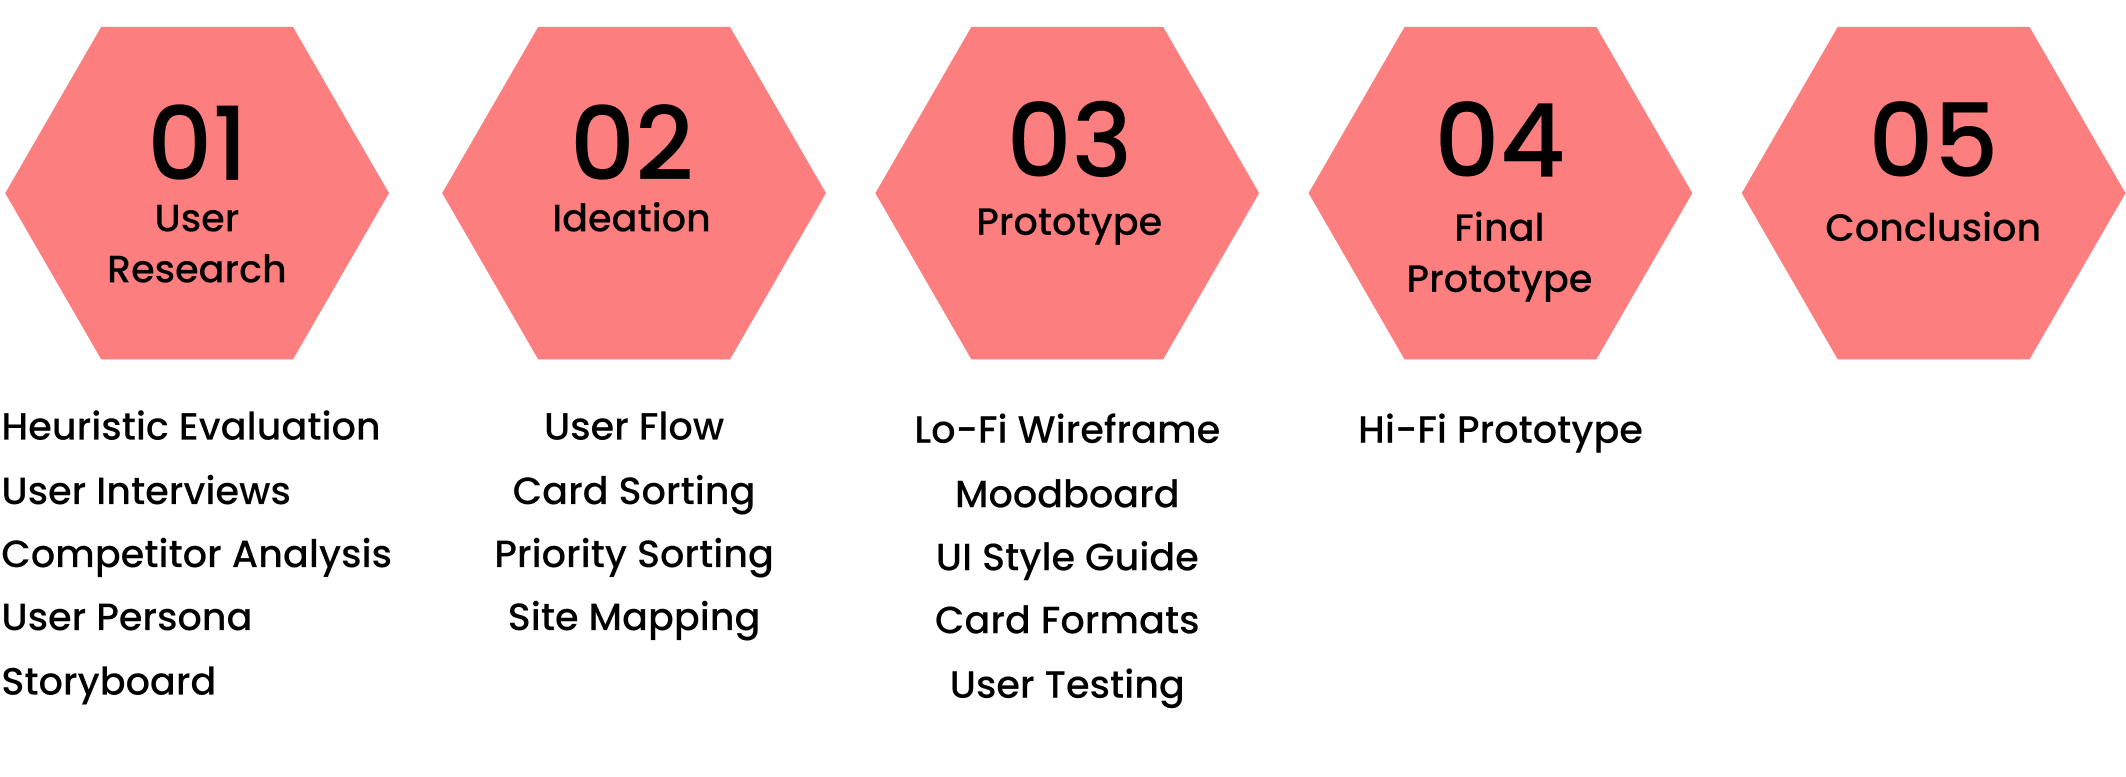 01
User
Research
Heuristic Evaluation
User Interviews
Competitor Analysis
User Persona
Storyboard
02
Ideation
User Flow
Card Sorting
Priority Sorting
Site Mapping
03
Prototype
Lo-Fi Wireframe
Moodboard
UI Style Guide
Card Formats
User Testing
04
Final
Prototype
Hi-Fi Prototype
05
Conclusion